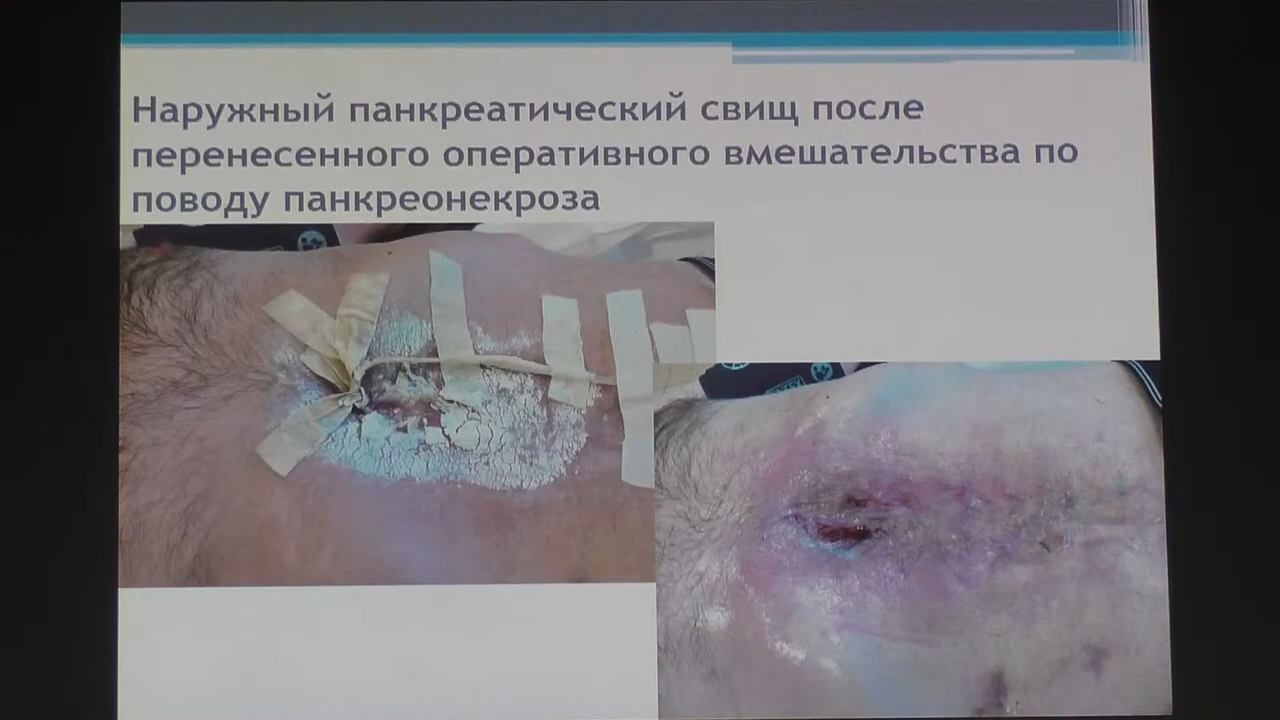 Наружный панкреатический свищ после
перенесенного оперативного вмешательства по
поводу панкреонекроза